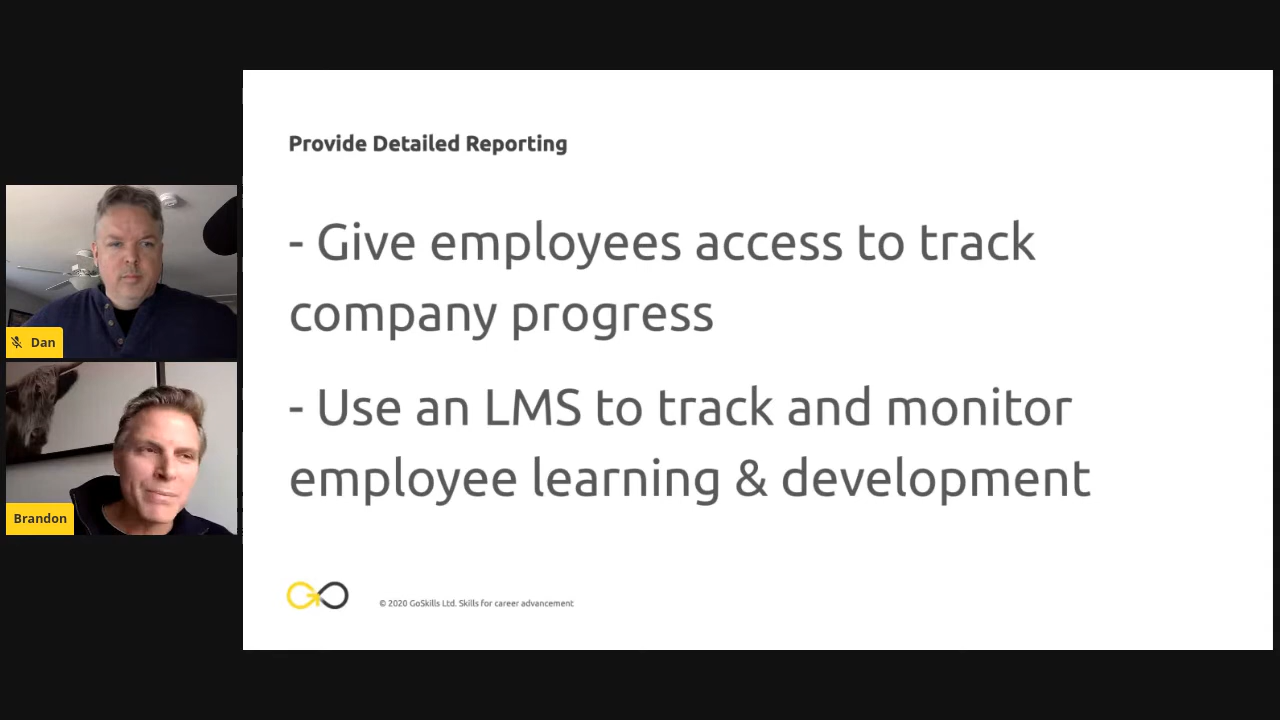 Provide Detailed Reporting
- Give employees access to track
company progress
- Use an LMS to track and monitor
employee learning & development
© 2020 GoSkills Ltd. Skills for career advancement
Dan
Brandon